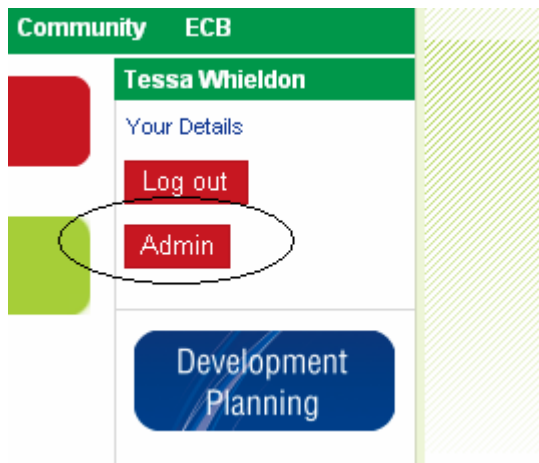 Community ECB
Tessa Whieldon
Your Details
Log out
Admin
Development
Planning